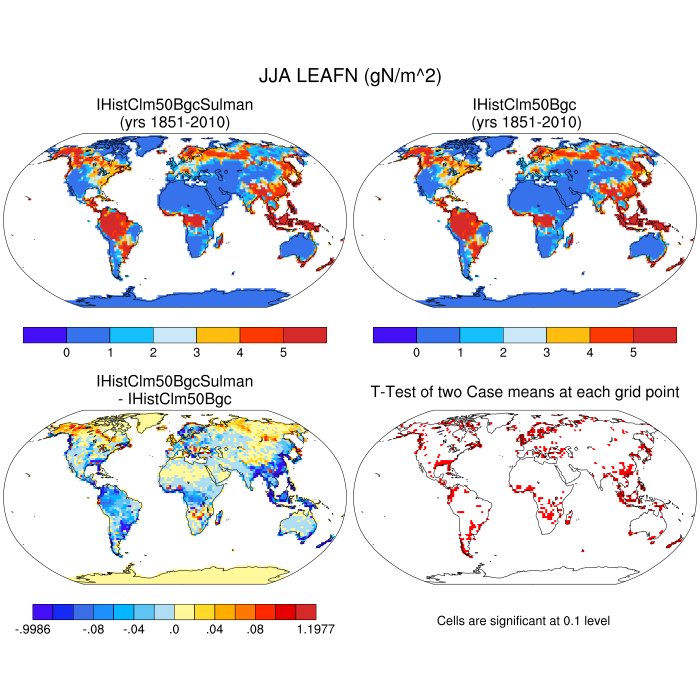 JJA LEAFN (gN/m^2)
IHistClm50BgcSulman
(yrs 1851-2010)
IHistClm50Bgc
(yrs 1851-2010)
0 1 2 3 4 5
0 1 2 3 4 5
IHistClm50BgcSulman
- IHistClm50Bgc
T-Test of two Case means at each grid point
-.9986 -.08 -.04 .0 .04 .08 1.1977
Cells are significant at 0.1 level